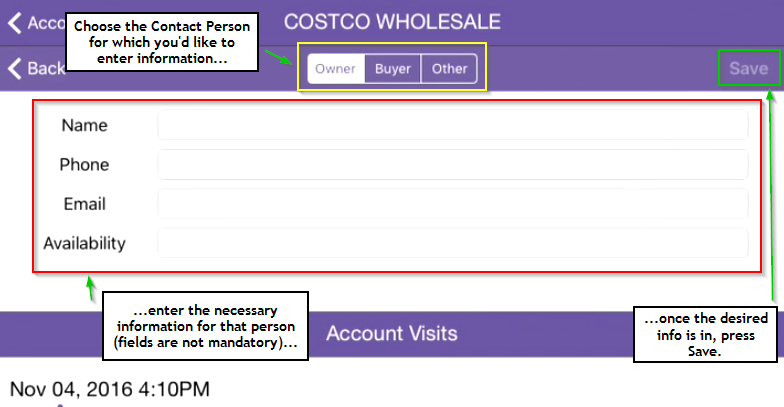 Acco
COSTCO WHOLESALE
Choose the Contact Person
for which you'd like to
enter information...
Back
Owner Buyer Other
Save
Name
Phone
Email
Availability
...enter the necessary
information for that person
(fields are not mandatory)...
...once the desired
info is in, press
Save.
Account Visits
Nov 04, 2016 4:10PM